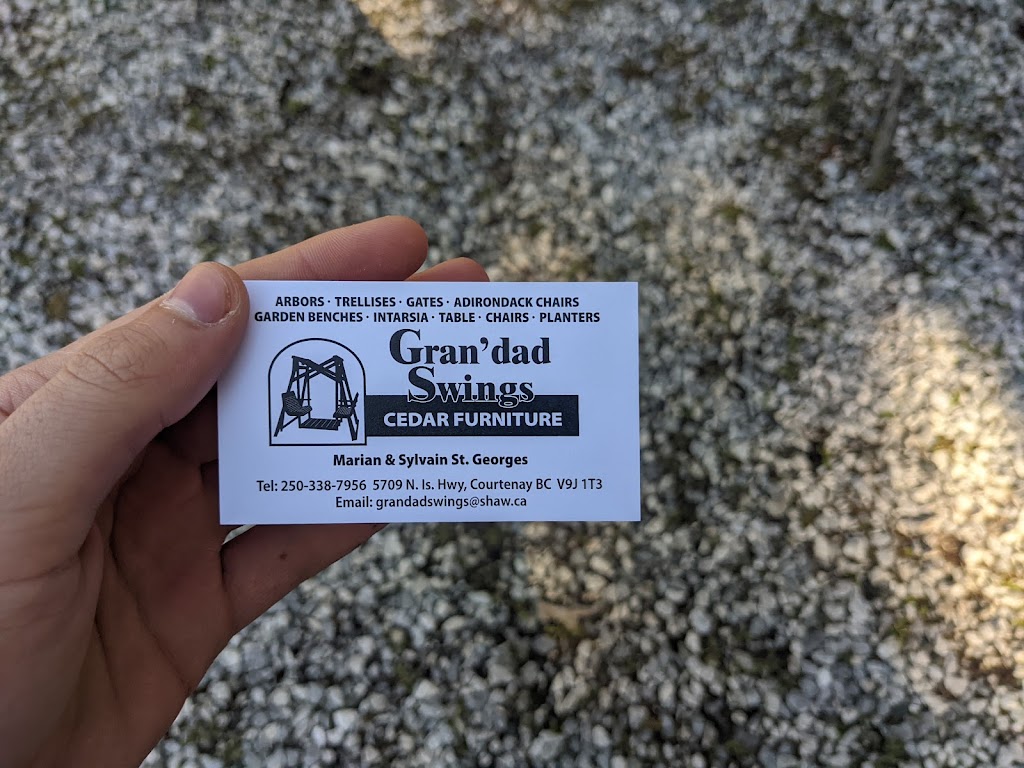 ARBORS · TRELLISES · GATES · ADIRONDACK CHAIRS
GARDEN BENCHES · INTARSIA · TABLE · CHAIRS · PLANTERS
Gran'dad
Swings
CEDAR FURNITURE
Marian & Sylvain St. Georges
Tel: 250-338-7956 5709 N. Is. Hwy, Courtenay BC V9J 1T3
Email: grandadswings@shaw.ca